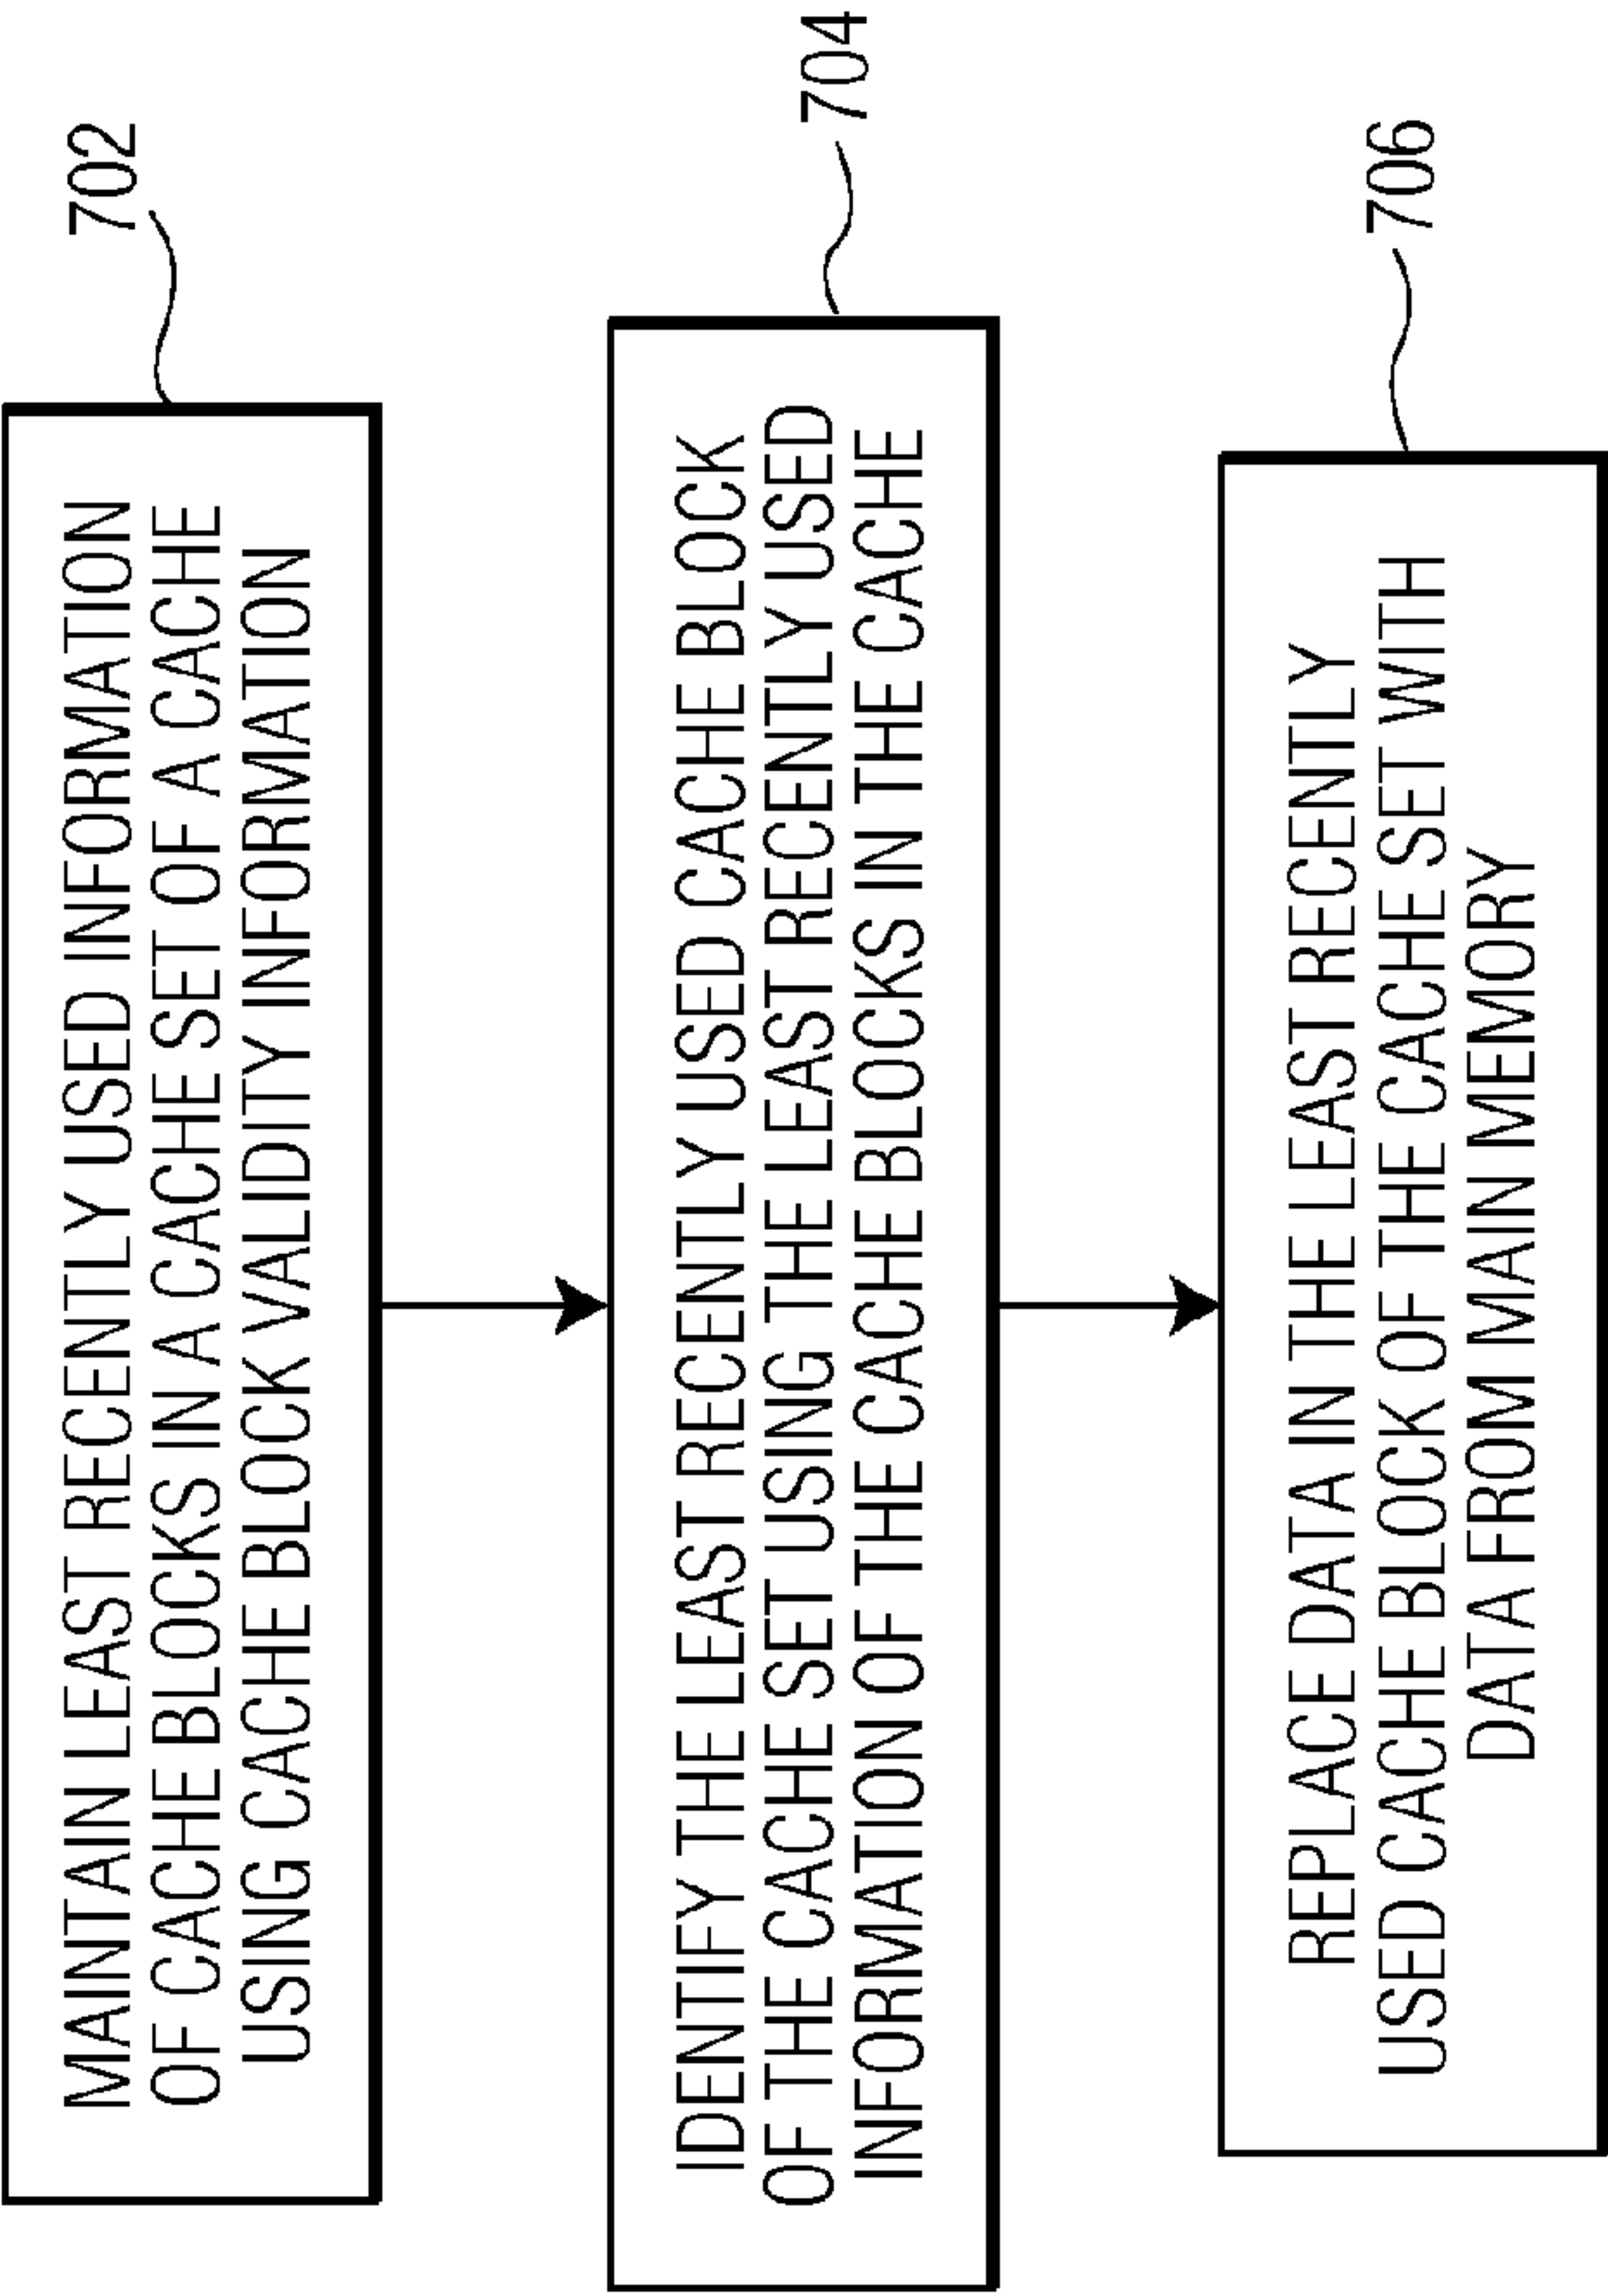 MAINTAIN LEAST RECENTLY USED INFORMATION
OF CACHE BLOCKS IN A CACHE SET OF A CACHE
USING CACHE BLOCK VALIDITY INFORMATION
702
IDENTIFY THE LEAST RECENTLY USED CACHE BLOCK
OF THE CACHE SET USING THE LEAST RECENTLY USED
INFORMATION OF THE CACHE BLOCKS IN THE CACHE
704
REPLACE DATA IN THE LEAST RECENTLY
USED CACHE BLOCK OF THE CACHE SET WITH
DATA FROM MAIN MEMORY
706